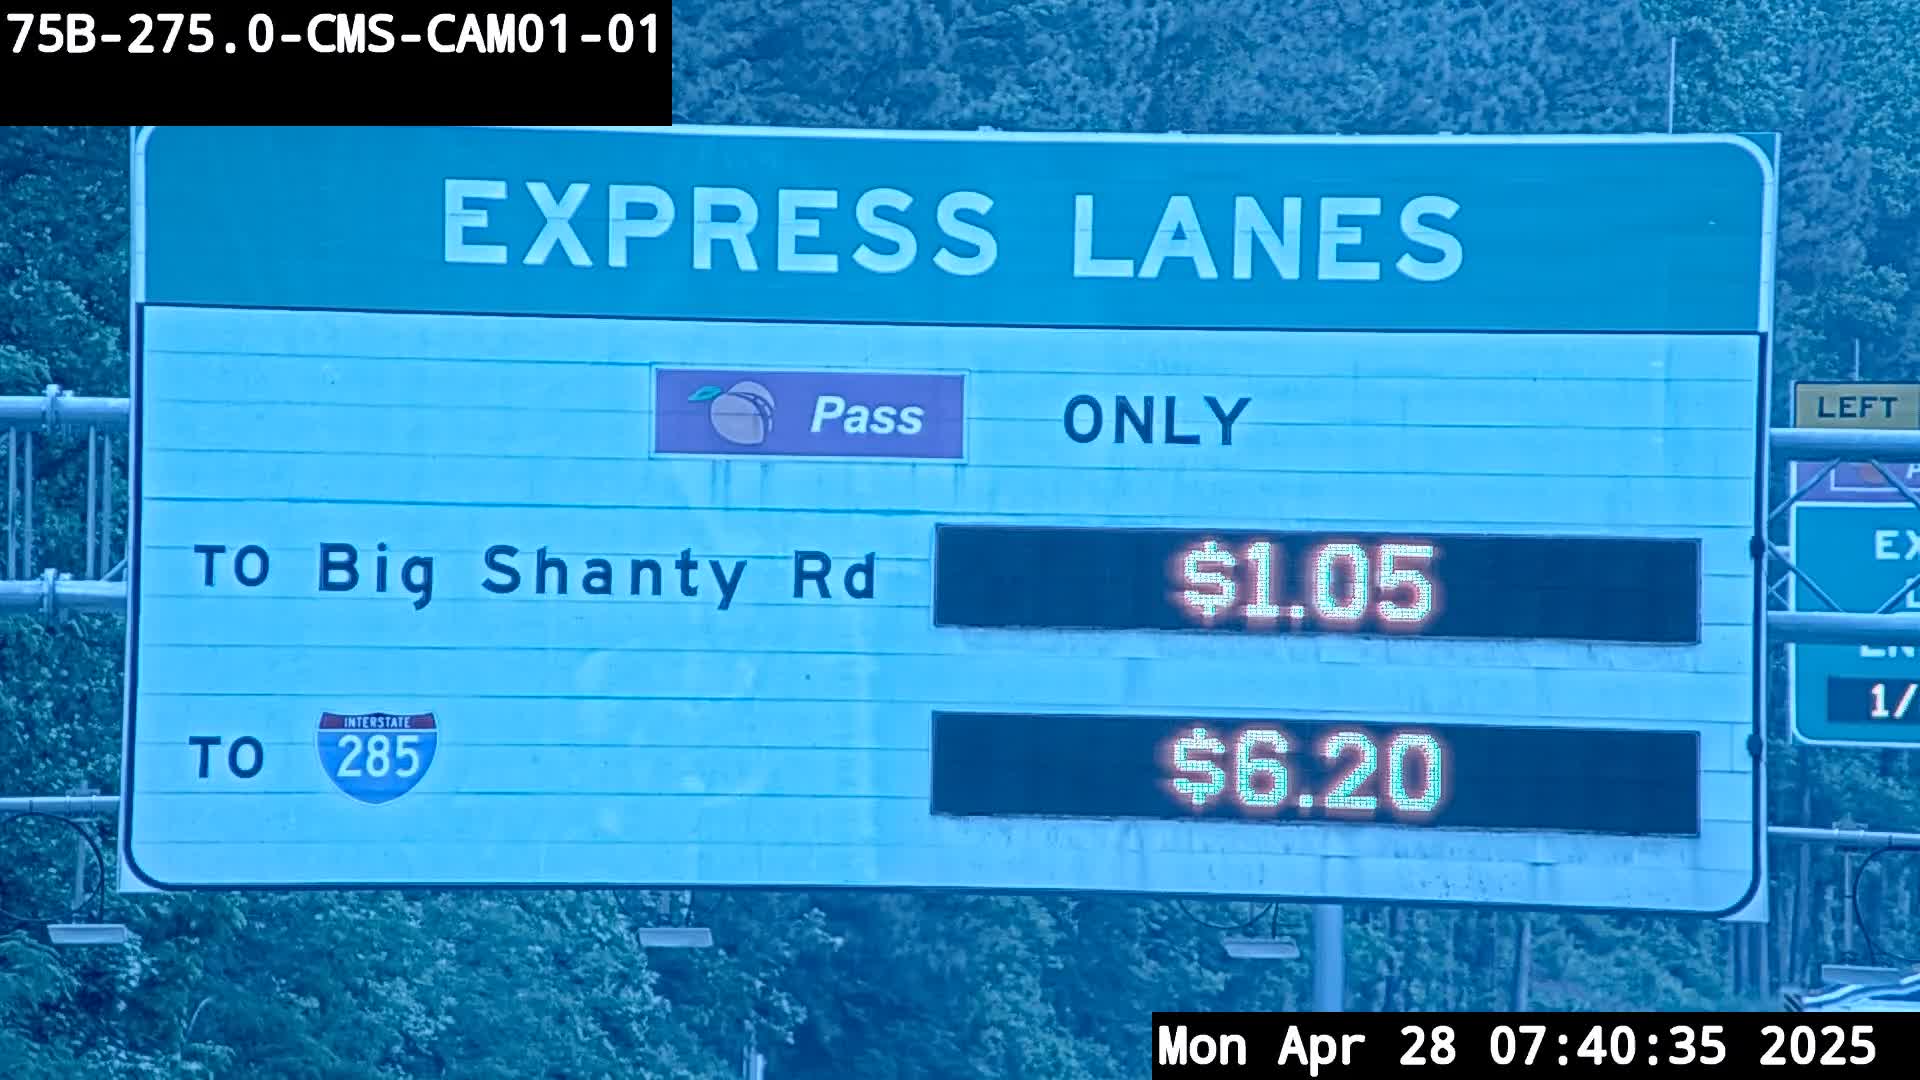 75B-275.0-CMS-CAM01-01
EXPRESS LANES
Pass ONLY
LEFT
TO Big Shanty Rd $1.05
TO INTERSTATE 285 $6.20
1/
Mon Apr 28 07:40:35 2025